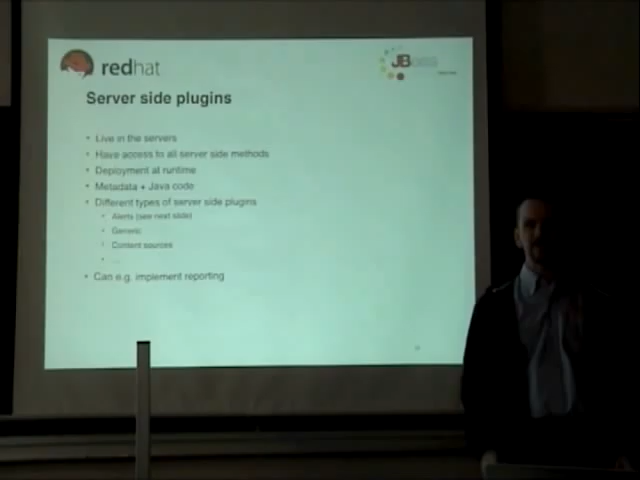 redhat
JBoss
Server side plugins
• Live in the servers
• Have access to all server side methods
• Deployment at runtime
• Metadata + Java code
• Different types of server side plugins
• Alerts (see next slide)
• Generic
• Content sources
• ...
• Can e.g. implement reporting